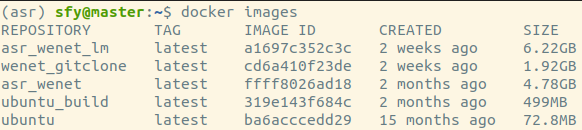 (asr) sfy@master:~$ docker images
REPOSITORY TAG IMAGE ID CREATED SIZE
asr_wenet_lm latest a1697c352c3c 2 weeks ago 6.22GB
wenet_gitclone latest cd6a410f23de 2 weeks ago 1.92GB
asr_wenet latest ffff8026ad18 2 months ago 4.78GB
ubuntu_build latest 319e143f684c 2 months ago 499MB
ubuntu latest ba6acccedd29 15 months ago 72.8MB